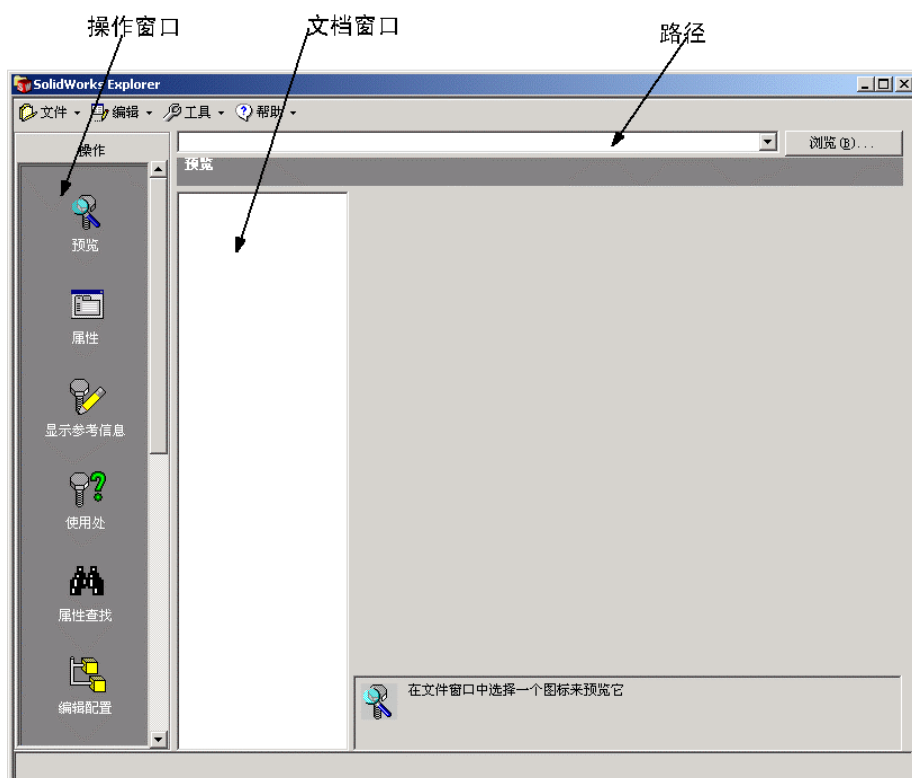 操作窗口 文档窗口 路径
SolidWorks Explorer
文件 编辑 工具 帮助
操作
浏览(B)...
预览
预览
属性
显示参考信息
使用处
属性查找
编辑配置
在文件窗口中选择一个图标来预览它